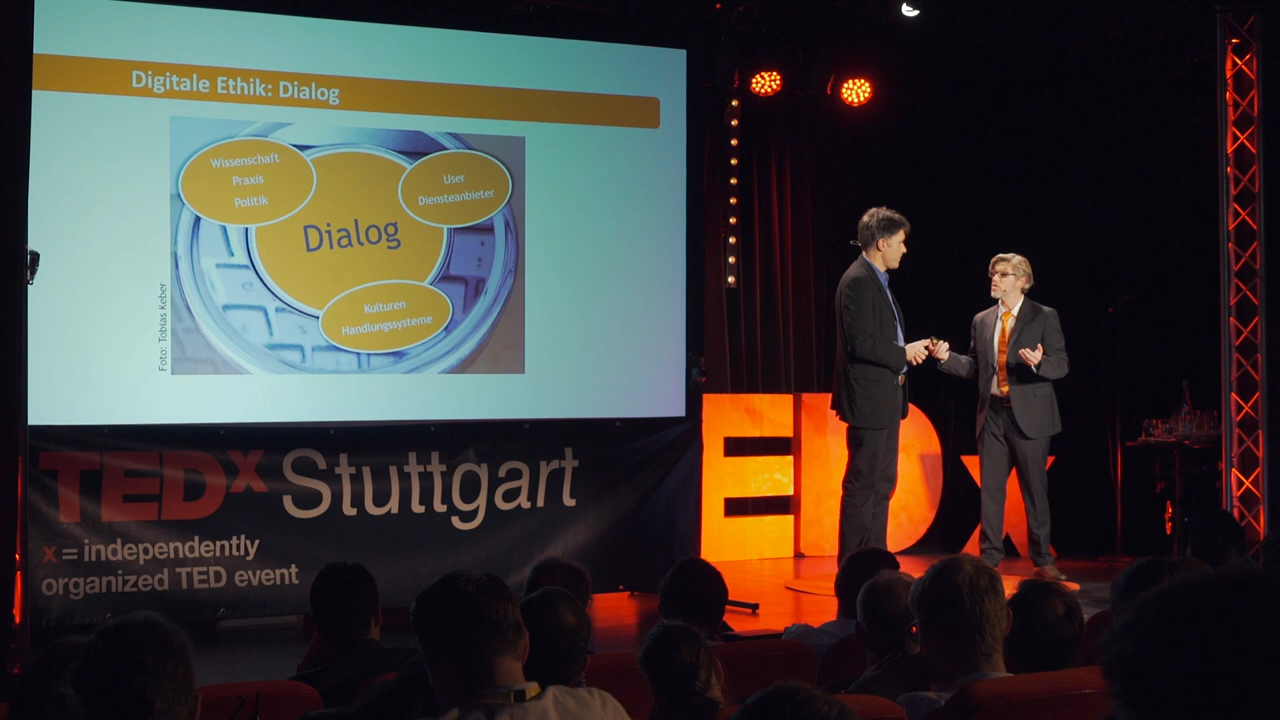 Digitale Ethik: Dialog
Wissenschaft
Praxis
Politik
User
Diensteanbieter
Dialog
Kulturen
Handlungssysteme
Foto: Tobias Keber
TEDx Stuttgart
x = independently
organized TED event
EDx